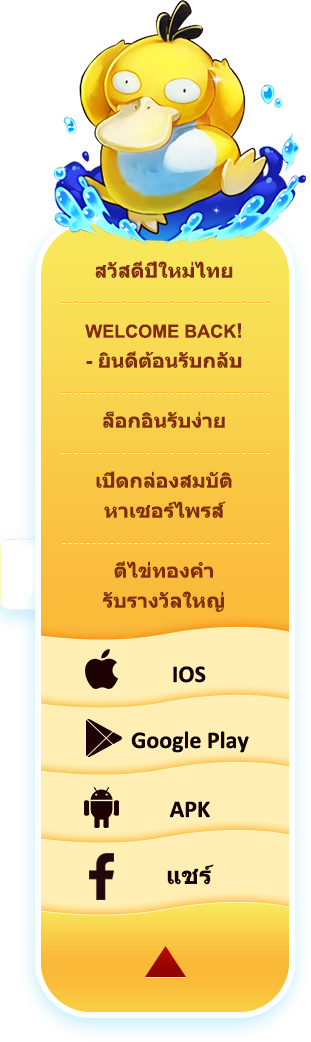 สวัสดีปีใหม่ไทย
WELCOME BACK!
- ยินดีต้อนรับกลับ
ล็อกอินรับง่าย
เปิดกล่องสมบัติ
หาเซอร์ไพรส์
ตีไข่ทองคำ
รับรางวัลใหญ่
IOS
Google Play
APK
แชร์